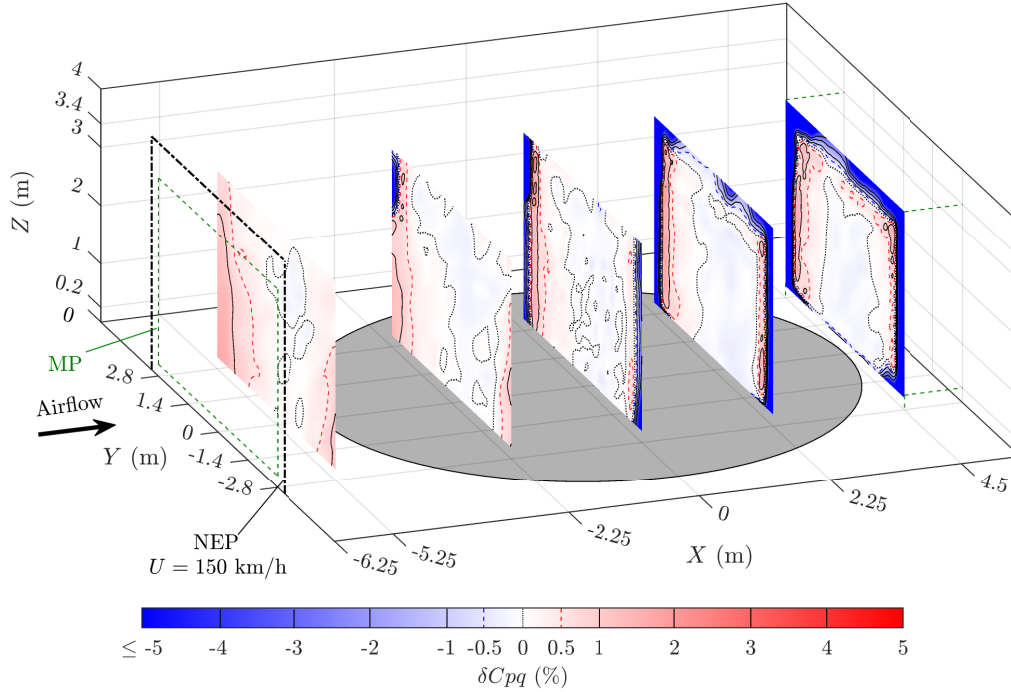 4
3.4
3
2
1
0.2
0
Z (m)
MP
Airflow
2.8
1.4
0
-1.4
-2.8
Y (m)
NEP
U = 150 km/h
-6.25
-5.25
-2.25
0
2.25
4.5
X (m)
≤ -5 -4 -3 -2 -1 -0.5 0 0.5 1 2 3 4 5
δCpq (%)